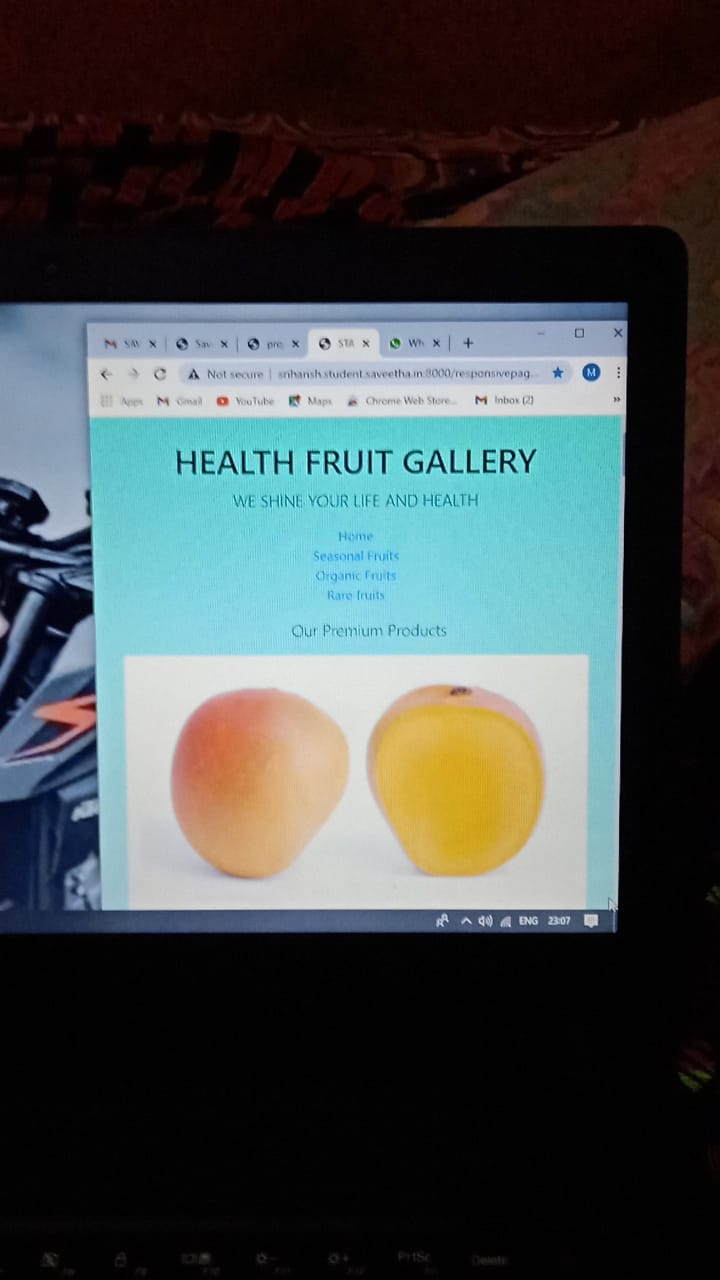 SAV
Sav
pre
STA
Wh
Not secure
srihansh.student.saveetha.in:8000/responsivepag...
M
Apps
Gmail
YouTube
Maps
Chrome Web Store...
Inbox (2)
»
HEALTH FRUIT GALLERY
WE SHINE YOUR LIFE AND HEALTH
Home
Seasonal Fruits
Organic Fruits
Rare fruits
Our Premium Products
ENG
23:07
PrtSc
Delete